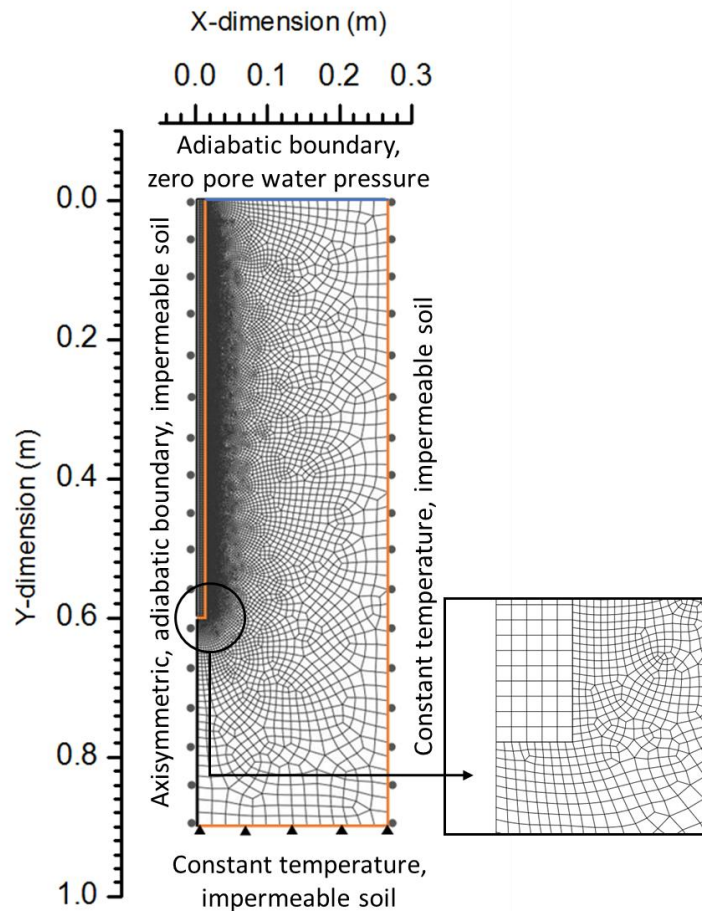 X-dimension (m)
0.0 0.1 0.2 0.3
Adiabatic boundary,
zero pore water pressure
Y-dimension (m)
0.0
0.2
0.4
0.6
0.8
1.0
Axisymmetric, adiabatic boundary, impermeable soil
Constant temperature, impermeable soil
Constant temperature,
impermeable soil